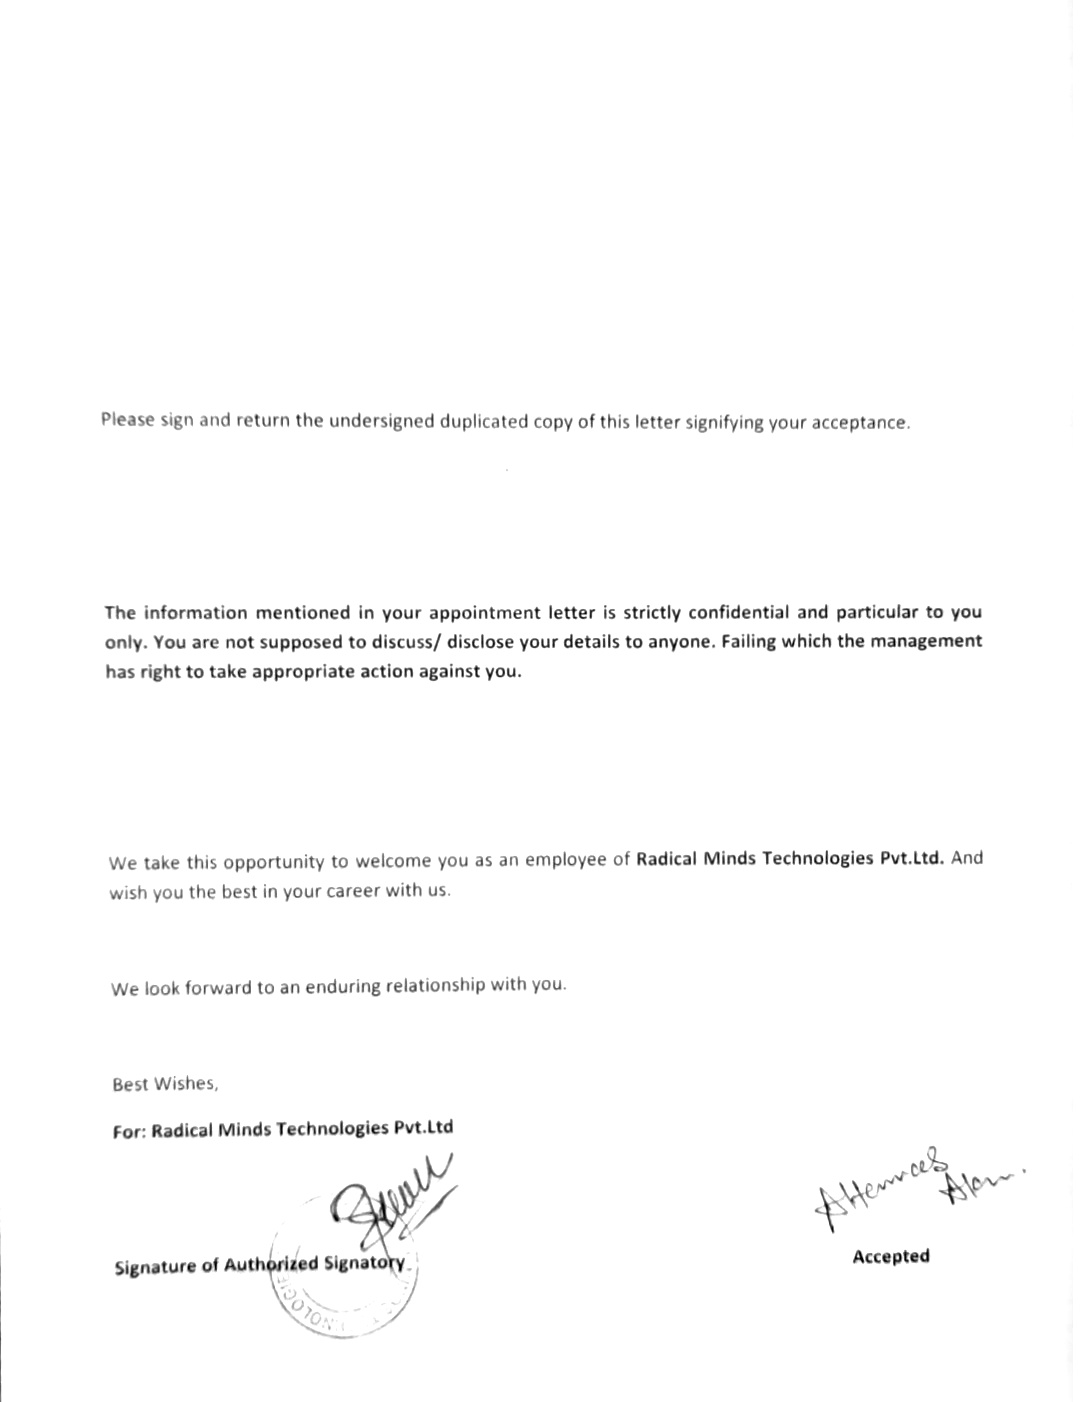 Please sign and return the undersigned duplicated copy of this letter signifying your acceptance.
The information mentioned in your appointment letter is strictly confidential and particular to you
only. You are not supposed to discuss/ disclose your details to anyone. Failing which the management
has right to take appropriate action against you.
We take this opportunity to welcome you as an employee of Radical Minds Technologies Pvt.Ltd. And
wish you the best in your career with us.
We look forward to an enduring relationship with you.
Best Wishes,
For: Radical Minds Technologies Pvt.Ltd
Signature of Authorized Signatory
Accepted